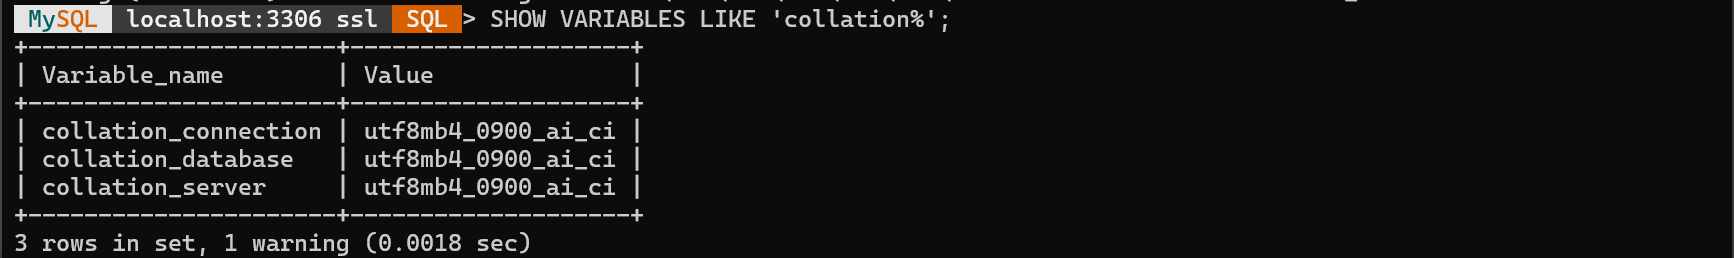 MySQL localhost:3306 ssl SQL > SHOW VARIABLES LIKE 'collation%';
+----------------------+--------------------+
| Variable_name        | Value              |
+----------------------+--------------------+
| collation_connection | utf8mb4_0900_ai_ci |
| collation_database   | utf8mb4_0900_ai_ci |
| collation_server     | utf8mb4_0900_ai_ci |
+----------------------+--------------------+
3 rows in set, 1 warning (0.0018 sec)